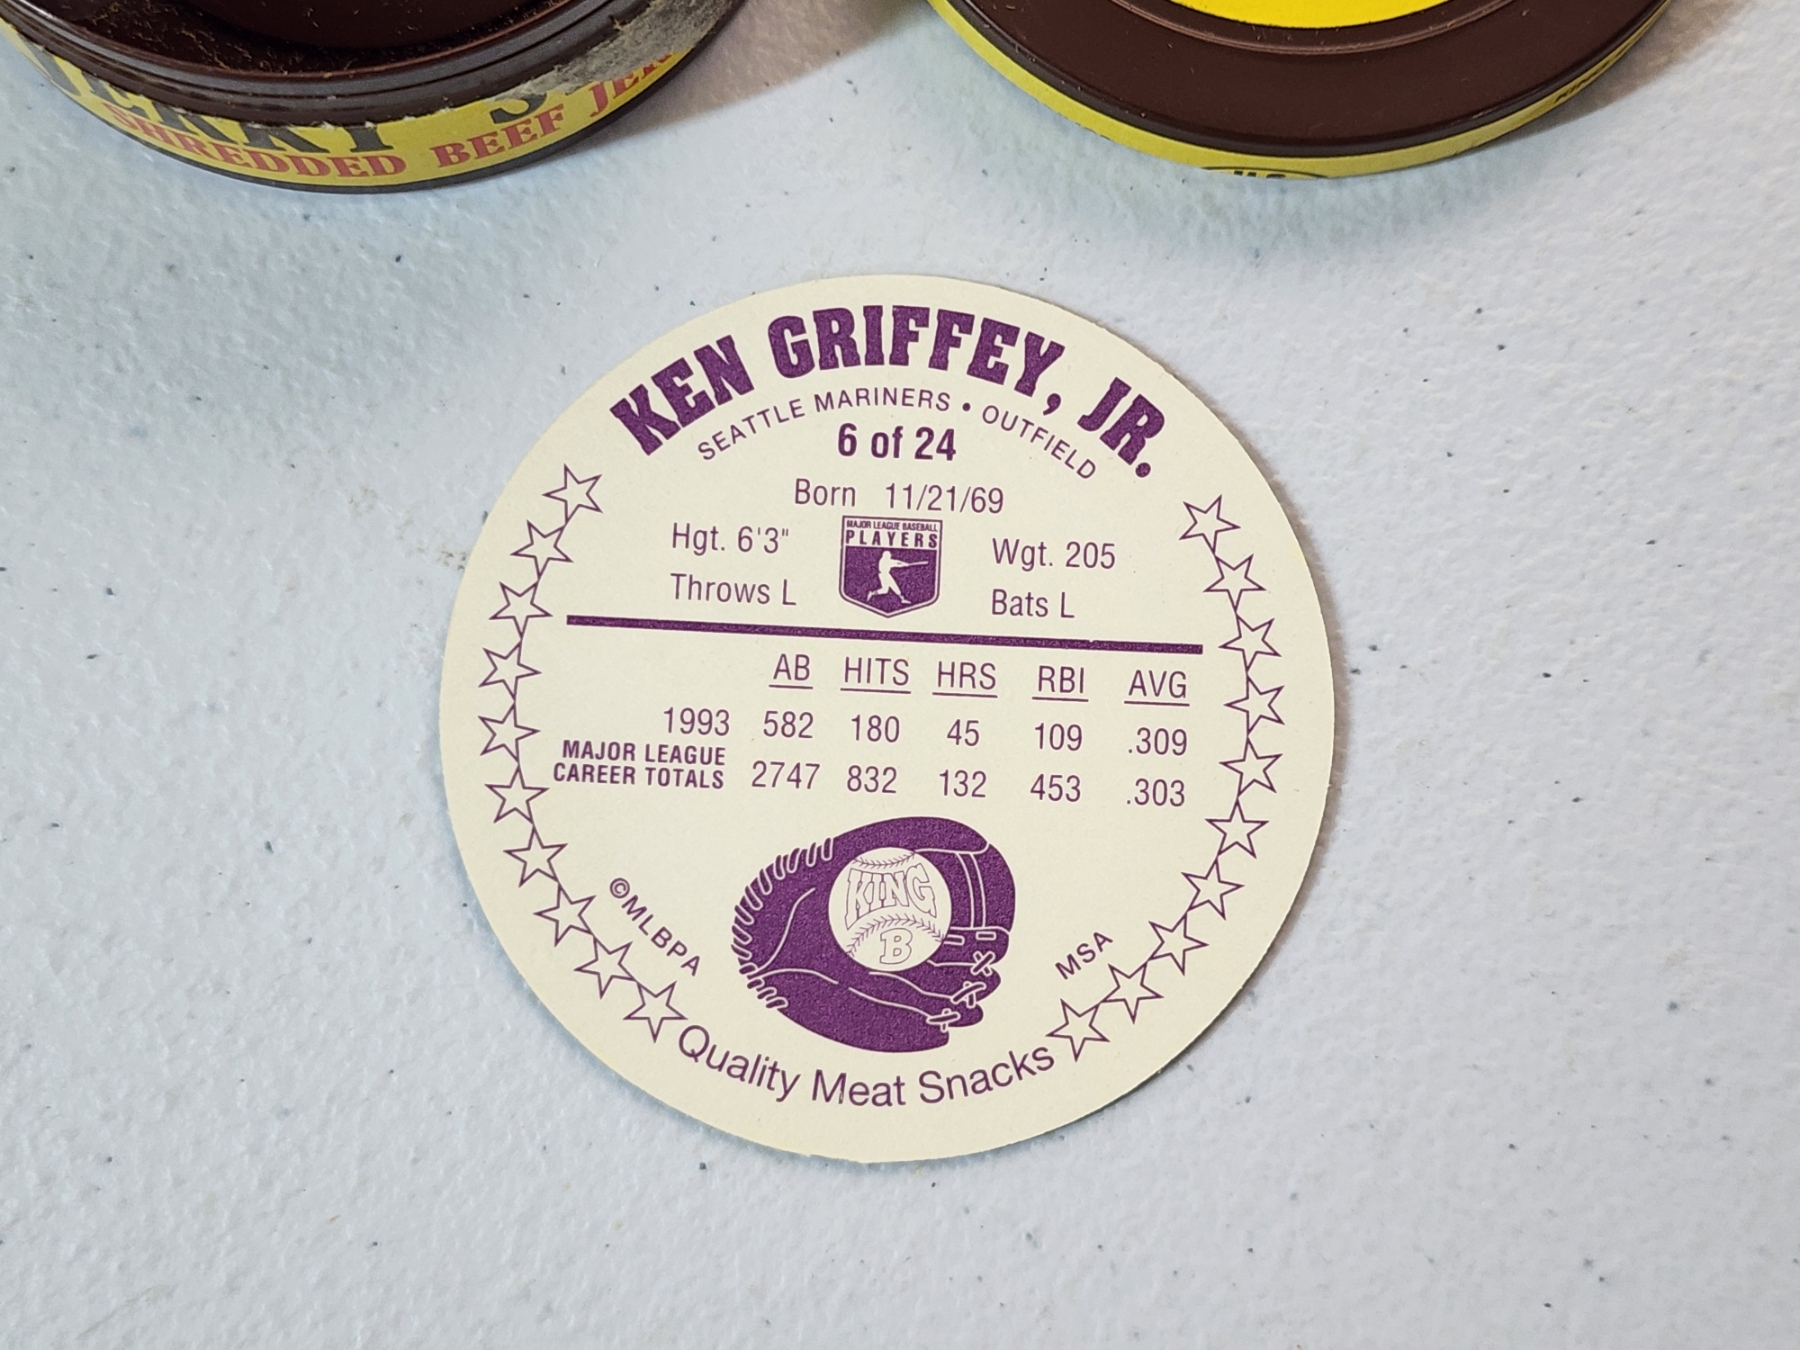 SHREDDED BEEF
KEN GRIFFEY, JR.
SEATTLE MARINERS • OUTFIELD
6 of 24
Born 11/21/69
Hgt. 6'3"
MAJOR LEAGUE BASEBALL
PLAYERS
Wgt. 205
Throws L
Bats L
AB HITS HRS RBI AVG
1993 582 180 45 109 .309
MAJOR LEAGUE
CAREER TOTALS 2747 832 132 453 .303
KING
B
©MLBPA
MSA
Quality Meat Snacks